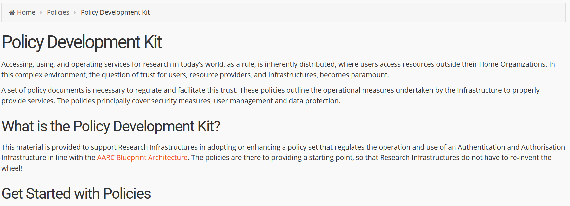 Home Policies Policy Development Kit
Policy Development Kit
Accessing, using, and operating services for research in today's world, as a rule, is inherently distributed, where users access resources outside their Home Organizations. In
this complex environment, the question of trust for users, resource providers, and infrastructures, becomes paramount.
A set of policy documents is necessary to regulate and facilitate this trust. These policies outline the operational measures undertaken by the infrastructure to properly
provide services. The policies principally cover security measures, user management and data protection.
What is the Policy Development Kit?
This material is provided to support Research Infrastructures in adopting or enhancing a policy set that regulates the operation and use of an Authentication and Authorisation
Infrastructure in line with the AARC Blueprint Architecture. The policies are there to providing a starting point, so that Research Infrastructures do not have to re-invent the
wheel!
Get Started with Policies